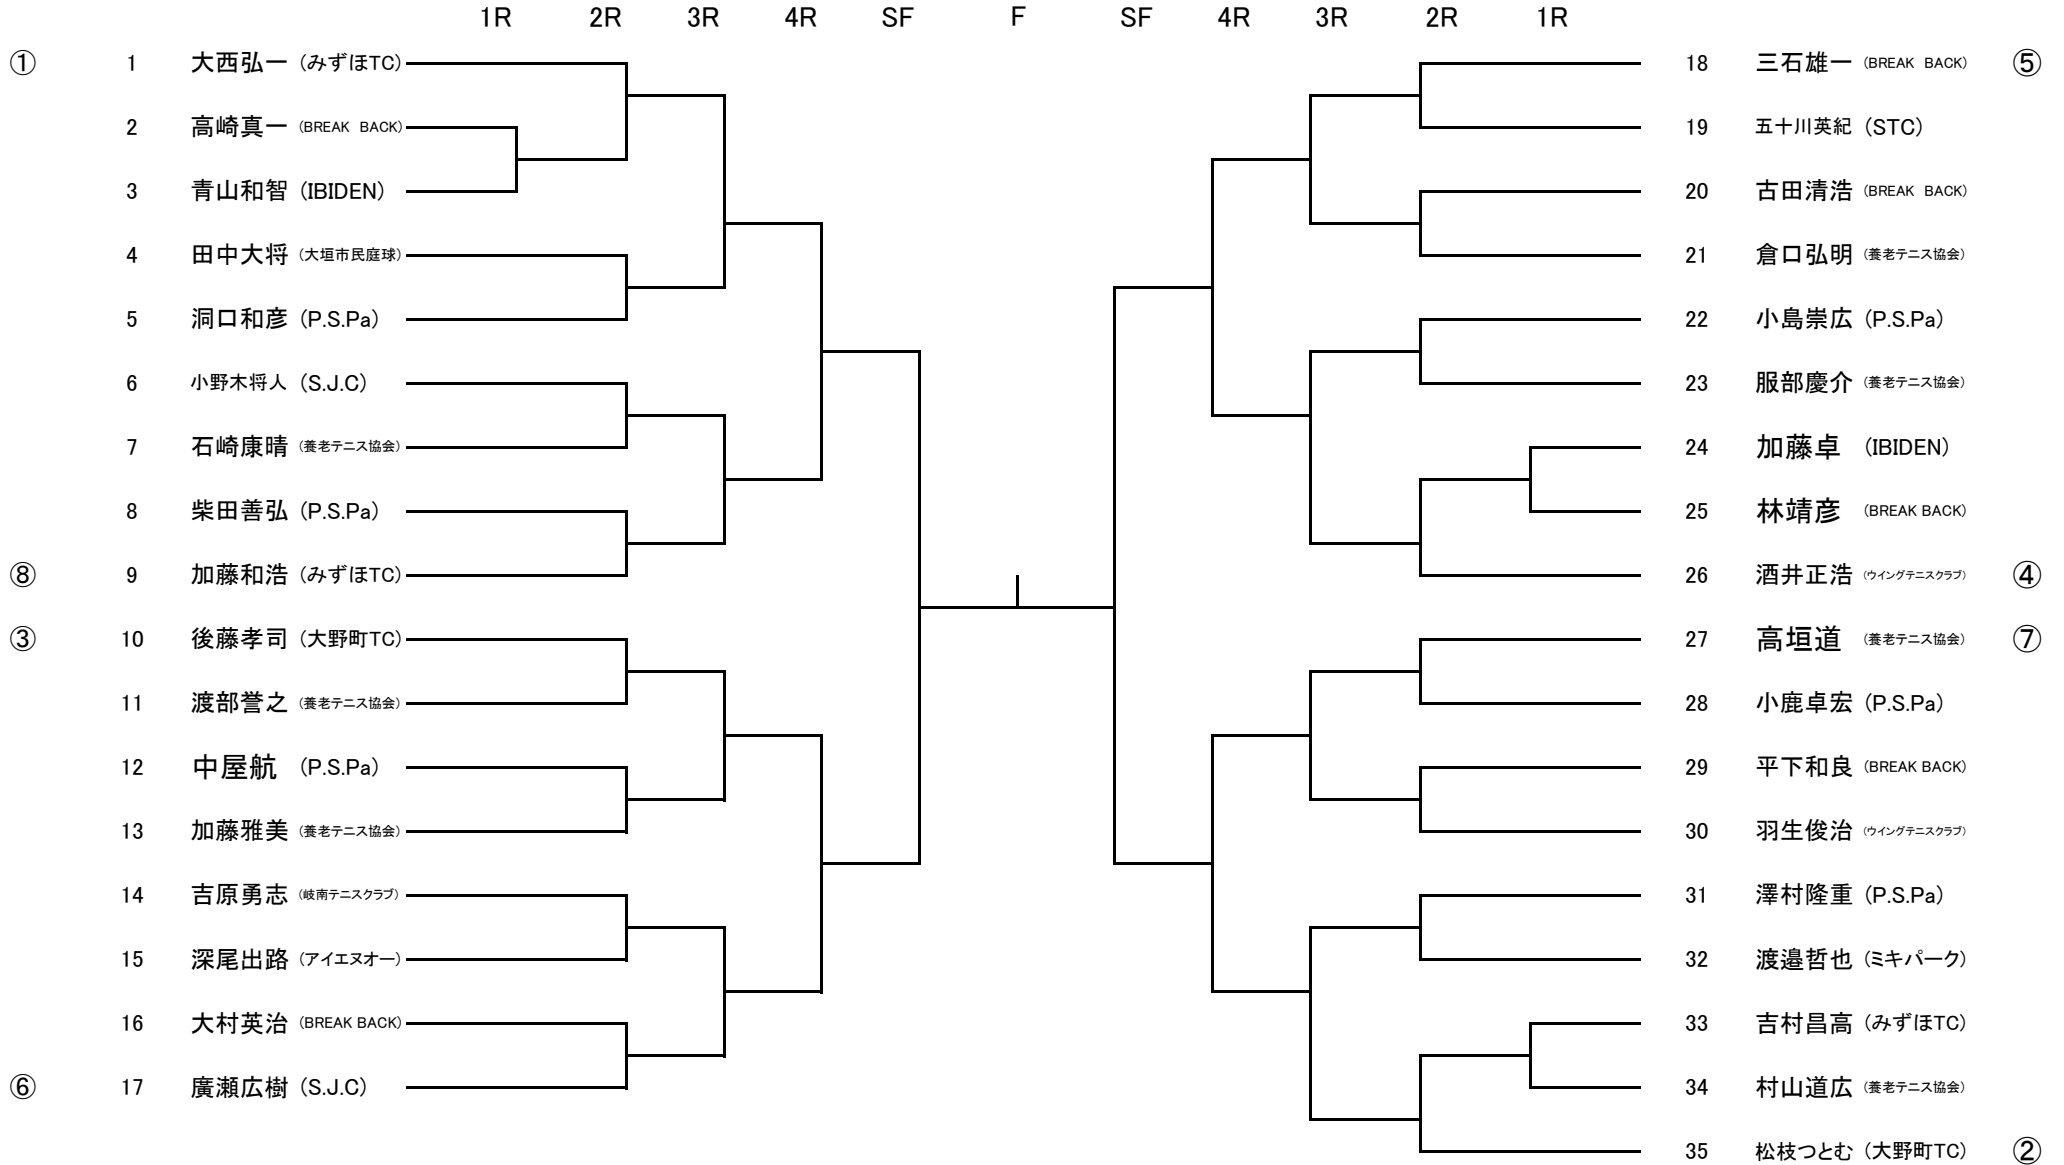 1R 2R 3R 4R SF F SF 4R 3R 2R 1R
① 1 大西弘一 (みずほTC) 18 三石雄一 (BREAK BACK) ⑤
2 高崎真一 (BREAK BACK) 19 五十川英紀 (STC)
3 青山和智 (IBIDEN) 20 古田清浩 (BREAK BACK)
4 田中大将 (大垣市民庭球) 21 倉口弘明 (養老テニス協会)
5 洞口和彦 (P.S.Pa) 22 小島崇広 (P.S.Pa)
6 小野木将人 (S.J.C) 23 服部慶介 (養老テニス協会)
7 石崎康晴 (養老テニス協会) 24 加藤卓 (IBIDEN)
8 柴田善弘 (P.S.Pa) 25 林靖彦 (BREAK BACK)
⑧ 9 加藤和浩 (みずほTC) 26 酒井正浩 (ウイングテニスクラブ) ④
③ 10 後藤孝司 (大野町TC) 27 高垣道 (養老テニス協会) ⑦
11 渡部誉之 (養老テニス協会) 28 小鹿卓宏 (P.S.Pa)
12 中屋航 (P.S.Pa) 29 平下和良 (BREAK BACK)
13 加藤雅美 (養老テニス協会) 30 羽生俊治 (ウイングテニスクラブ)
14 吉原勇志 (岐南テニスクラブ) 31 澤村隆重 (P.S.Pa)
15 深尾出路 (アイエヌオー) 32 渡邉哲也 (ミキパーク)
16 大村英治 (BREAK BACK) 33 吉村昌高 (みずほTC)
⑥ 17 廣瀬広樹 (S.J.C) 34 村山道広 (養老テニス協会)
35 松枝つとむ (大野町TC) ②